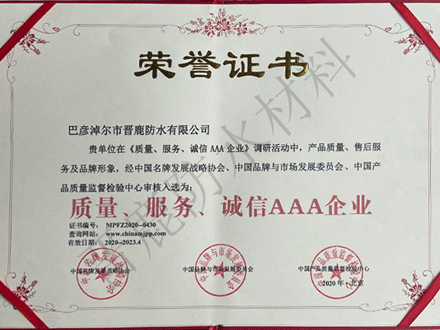 荣誉证书
巴彦淖尔市晋鹿防水有限公司
贵单位在《质量、服务、诚信AAA企业》调研活动中，产品质量、售后服
务及品牌形象，经中国名牌发展战略协会、中国品牌与市场发展委员会、中国产
品质量监督检验中心审核入选为：
质量、服务、诚信AAA企业
证书编号： MPFZ2020--0430
查询网站：www.chinamjpp.com
有效日期：2020--2023.4
中国名牌发展战略协会 中国品牌与市场发展委员会 中国产品质量监督检验中心
2020年·北京
晋鹿防水材料